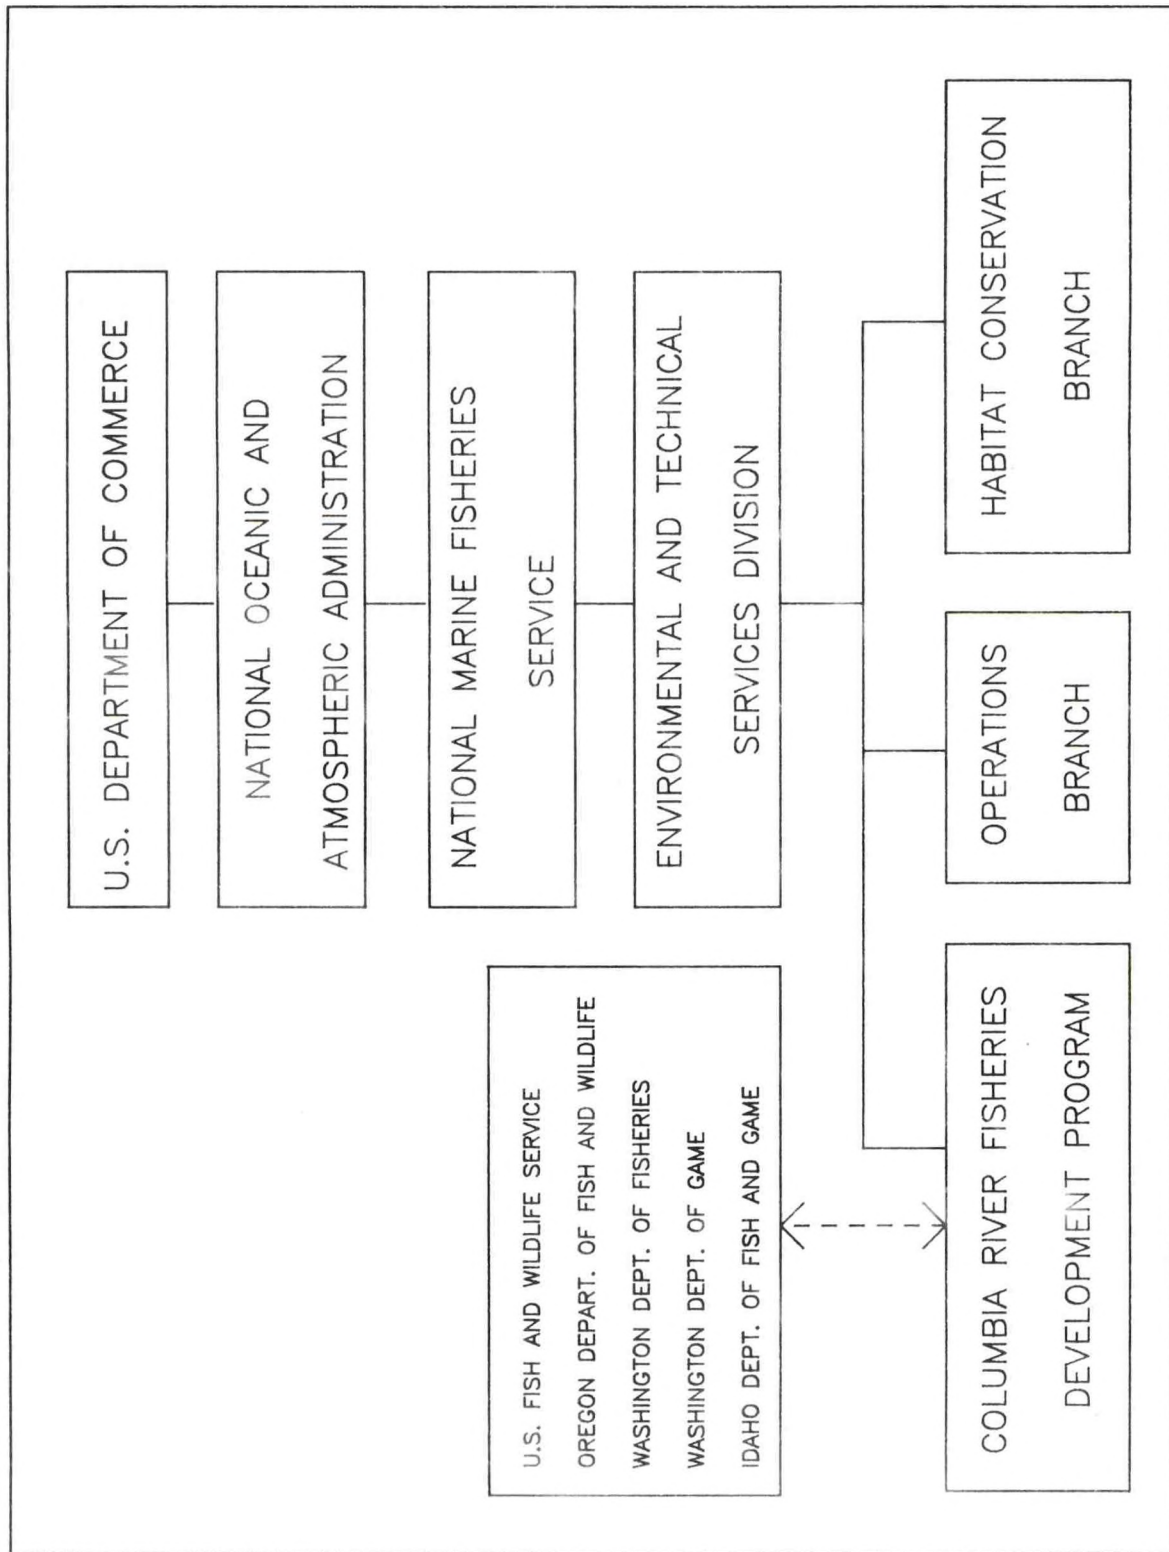 U.S. DEPARTMENT OF COMMERCE
NATIONAL OCEANIC AND
ATMOSPHERIC ADMINISTRATION
NATIONAL MARINE FISHERIES
SERVICE
ENVIRONMENTAL AND TECHNICAL
SERVICES DIVISION
U.S. FISH AND WILDLIFE SERVICE
OREGON DEPART. OF FISH AND WILDLIFE
WASHINGTON DEPT. OF FISHERIES
WASHINGTON DEPT. OF GAME
IDAHO DEPT. OF FISH AND GAME
COLUMBIA RIVER FISHERIES
DEVELOPMENT PROGRAM
OPERATIONS
BRANCH
HABITAT CONSERVATION
BRANCH